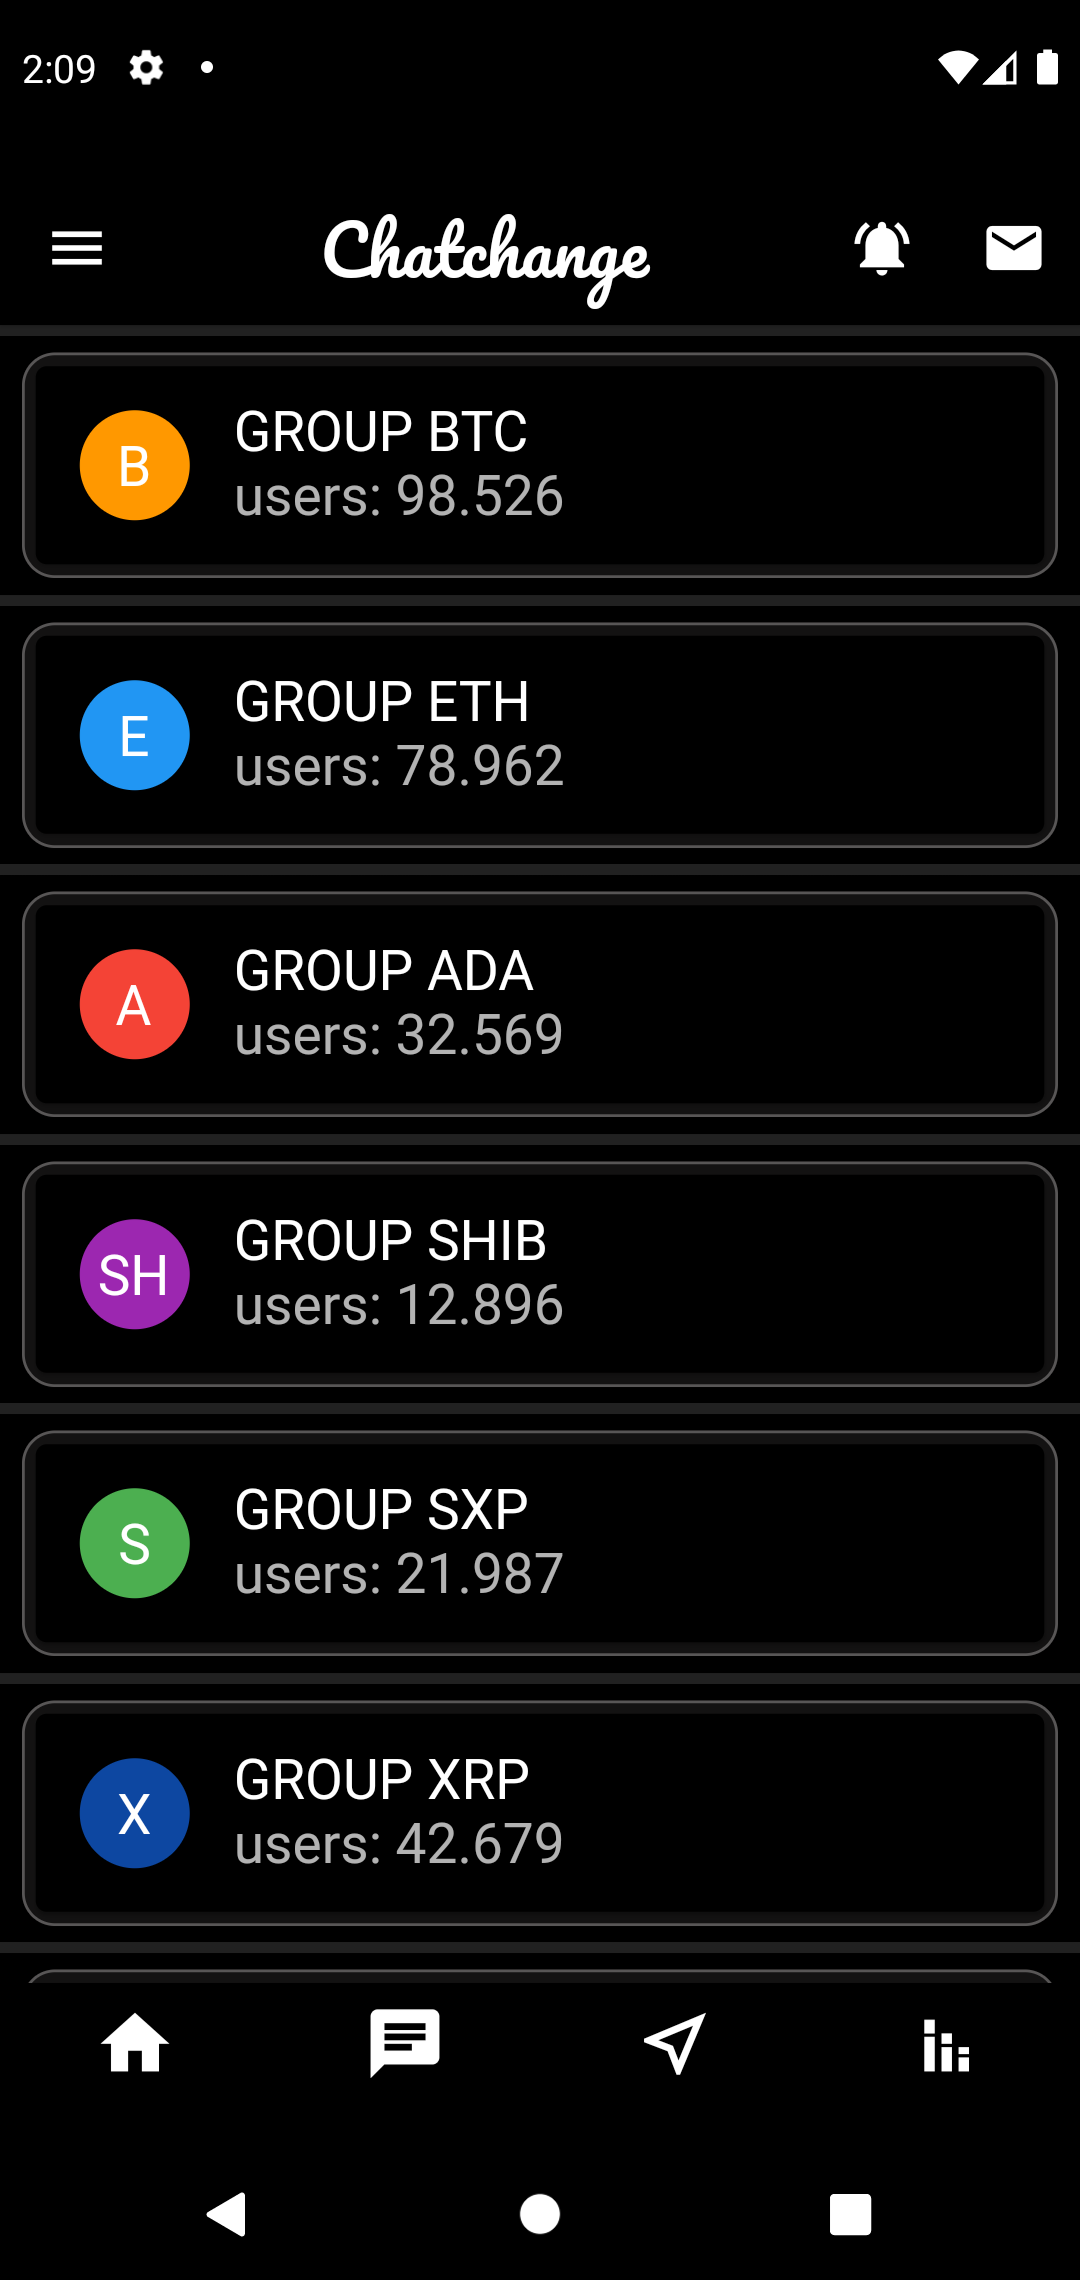 2:09
Chatchange
B
GROUP BTC
users: 98.526
E
GROUP ETH
users: 78.962
A
GROUP ADA
users: 32.569
SH
GROUP SHIB
users: 12.896
S
GROUP SXP
users: 21.987
X
GROUP XRP
users: 42.679